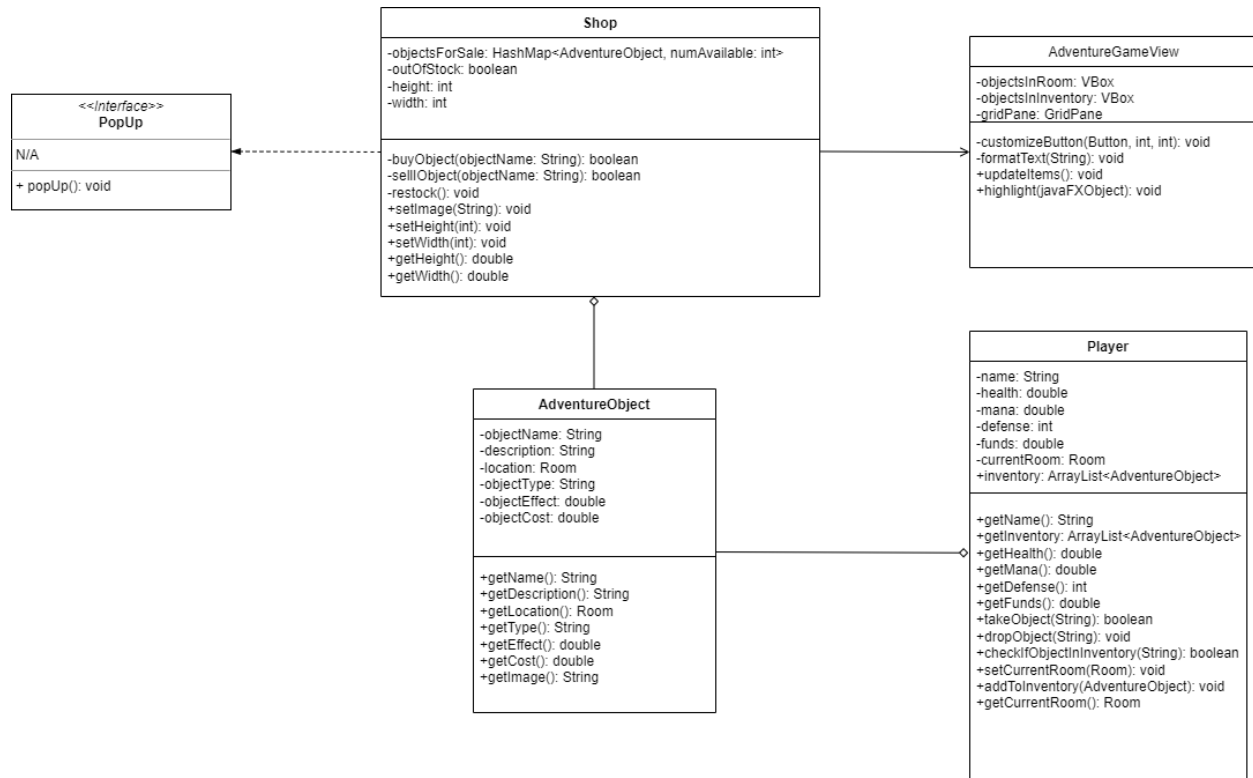 Shop
-objectsForSale: HashMap<AdventureObject, numAvailable: int>
-outOfStock: boolean
-height: int
-width: int
-buyObject(objectName: String): boolean
-sellIObject(objectName: String): boolean
-restock(): void
+setImage(String): void
+setHeight(int): void
+setWidth(int): void
+getHeight(): double
+getWidth(): double
<<Interface>>
PopUp
N/A
+ popUp(): void
AdventureGameView
-objectsInRoom: VBox
-objectsInInventory: VBox
-gridPane: GridPane
-customizeButton(Button, int, int): void
-formatText(String): void
+updateItems(): void
+highlight(javaFXObject): void
AdventureObject
-objectName: String
-description: String
-location: Room
-objectType: String
-objectEffect: double
-objectCost: double
+getName(): String
+getDescription(): String
+getLocation(): Room
+getType(): String
+getEffect(): double
+getCost(): double
+getImage(): String
Player
-name: String
-health: double
-mana: double
-defense: int
-funds: double
-currentRoom: Room
+inventory: ArrayList<AdventureObject>
+getName(): String
+getInventory: ArrayList<AdventureObject>
+getHealth(): double
+getMana(): double
+getDefense(): int
+getFunds(): double
+takeObject(String): boolean
+dropObject(String): void
+checkIfObjectInInventory(String): boolean
+setCurrentRoom(Room): void
+addToInventory(AdventureObject): void
+getCurrentRoom(): Room